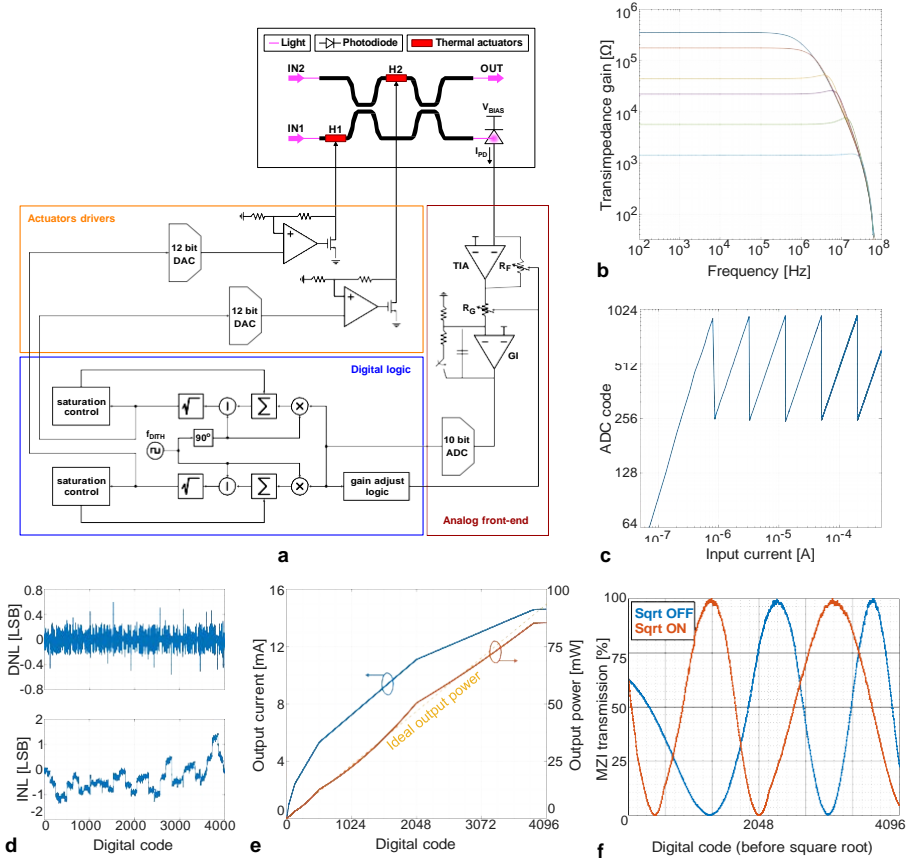 Light Photodiode Thermal actuators
IN2 H2 OUT
V_BIAS
IN1 H1
I_PD
Actuators drivers
12 bit DAC
12 bit DAC
TIA R_F
R_G
GI
Digital logic
saturation control √ | Σ ×
f_DITH 90°
10 bit ADC
saturation control √ | Σ × gain adjust logic
Analog front-end
a
Transimpedance gain [Ω]
10^6
10^5
10^4
10^3
10^2
10^2 10^3 10^4 10^5 10^6 10^7 10^8
Frequency [Hz]
b
ADC code
1024
512
256
128
64
10^-7 10^-6 10^-5 10^-4
Input current [A]
c
DNL [LSB]
0.8
0.4
0
-0.4
-0.8
INL [LSB]
2
1
0
-1
-2
0 1000 2000 3000 4000
Digital code
d
Output current [mA]
16
12
8
4
0
Ideal output power
100
75
50
25
0
Output power [mW]
0 1024 2048 3072 4096
Digital code
e
MZI transmission [%]
100
75
50
25
0
Sqrt OFF
Sqrt ON
0 2048 4096
Digital code (before square root)
f